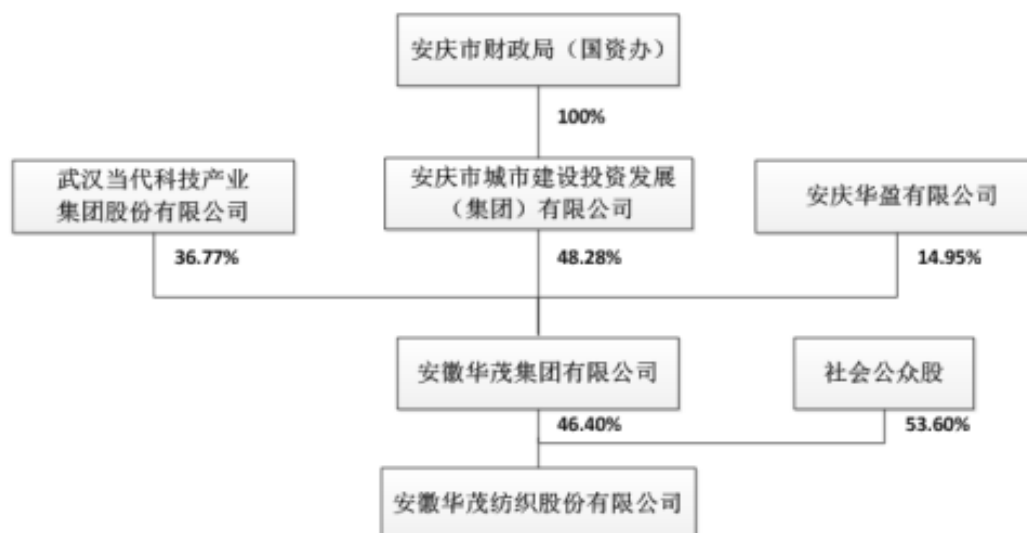 安庆市财政局（国资办）
100%
武汉当代科技产业
集团股份有限公司
安庆市城市建设投资发展
（集团）有限公司
安庆华盈有限公司
36.77%
48.28%
14.95%
安徽华茂集团有限公司
社会公众股
46.40%
53.60%
安徽华茂纺织股份有限公司